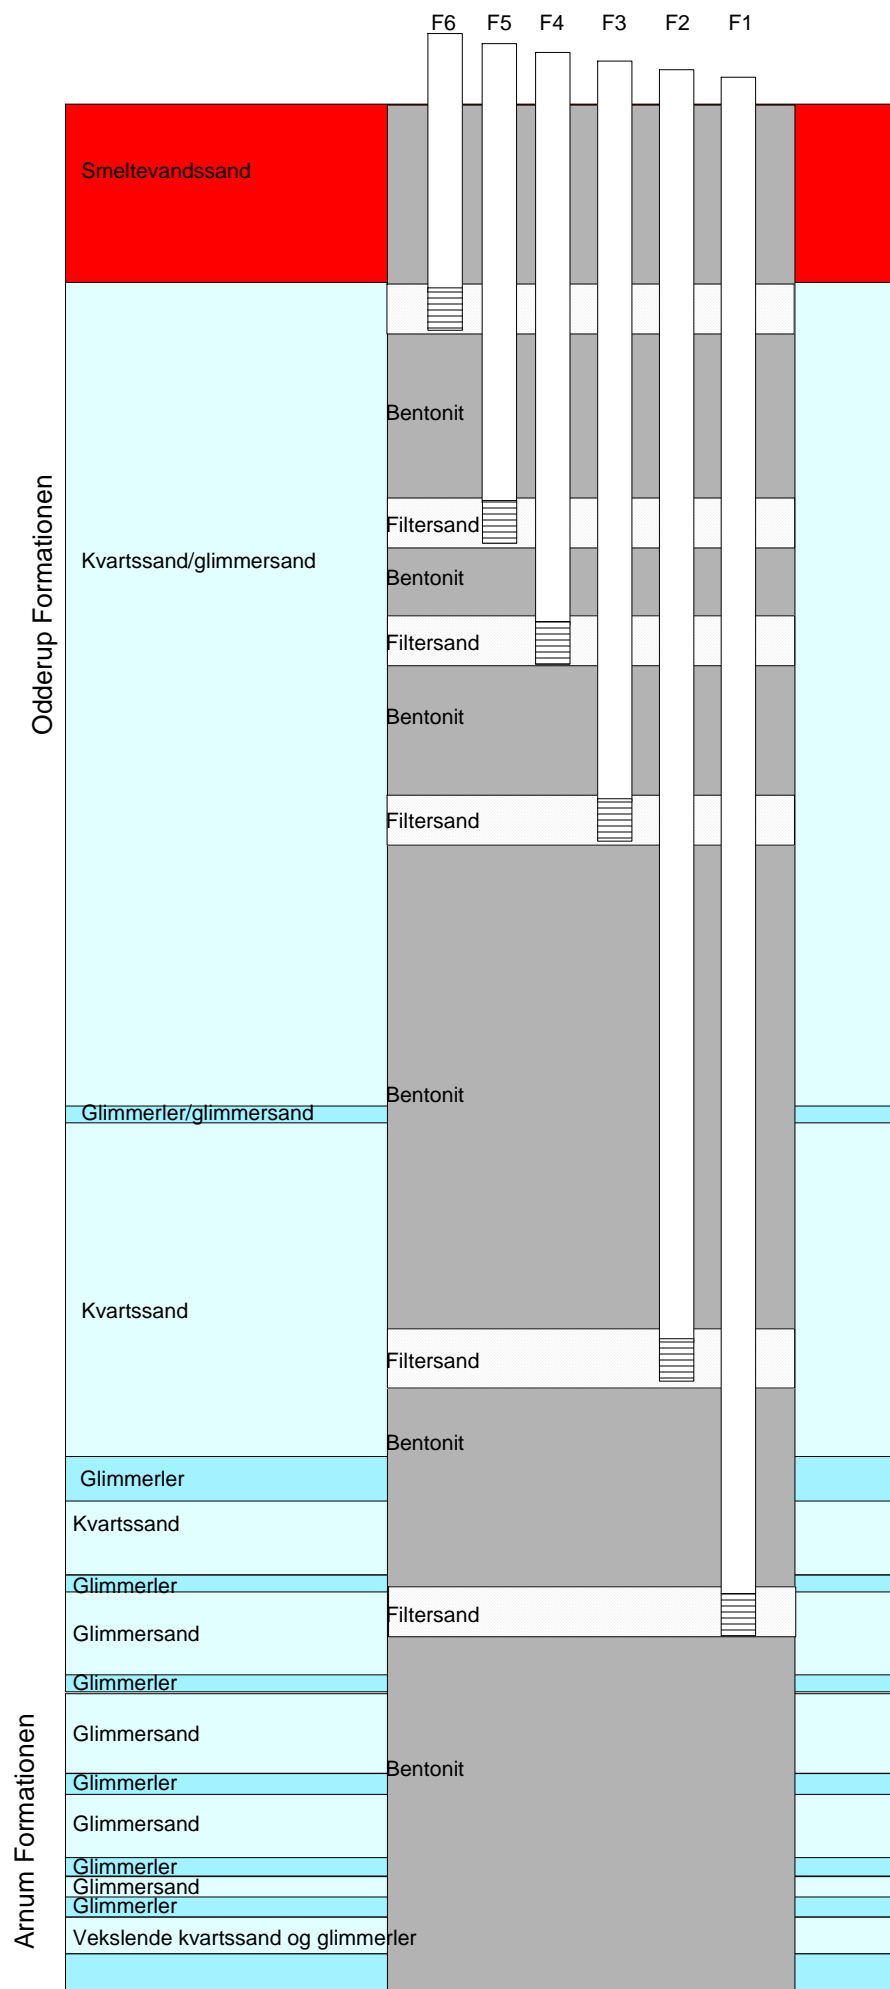 F6 F5 F4 F3 F2 F1
Smeltevandssand
Bentonit
Filtersand
Kvartssand/glimmersand
Bentonit
Odderup Formationen
Filtersand
Bentonit
Filtersand
Bentonit
Glimmerler/glimmersand
Kvartssand
Filtersand
Bentonit
Glimmerler
Kvartssand
Glimmerler
Filtersand
Glimmersand
Glimmerler
Glimmersand
Arnum Formationen
Bentonit
Glimmerler
Glimmersand
Glimmerler
Glimmersand
Glimmerler
Vekslende kvartssand og glimmerler